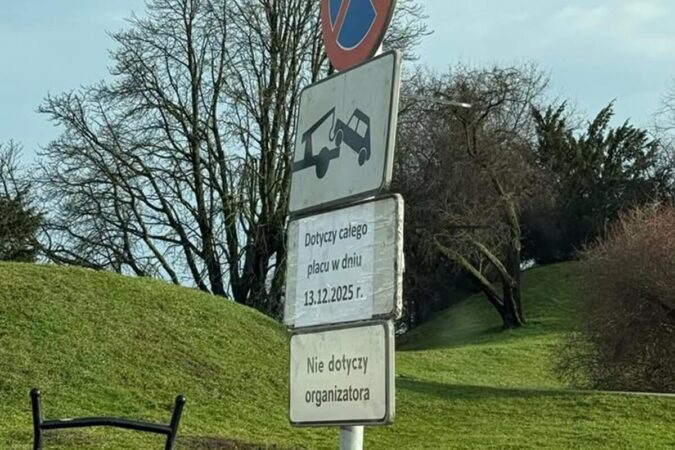 Dotyczy całego
placu w dniu
13.12.2025 r.
Nie dotyczy
organizatora